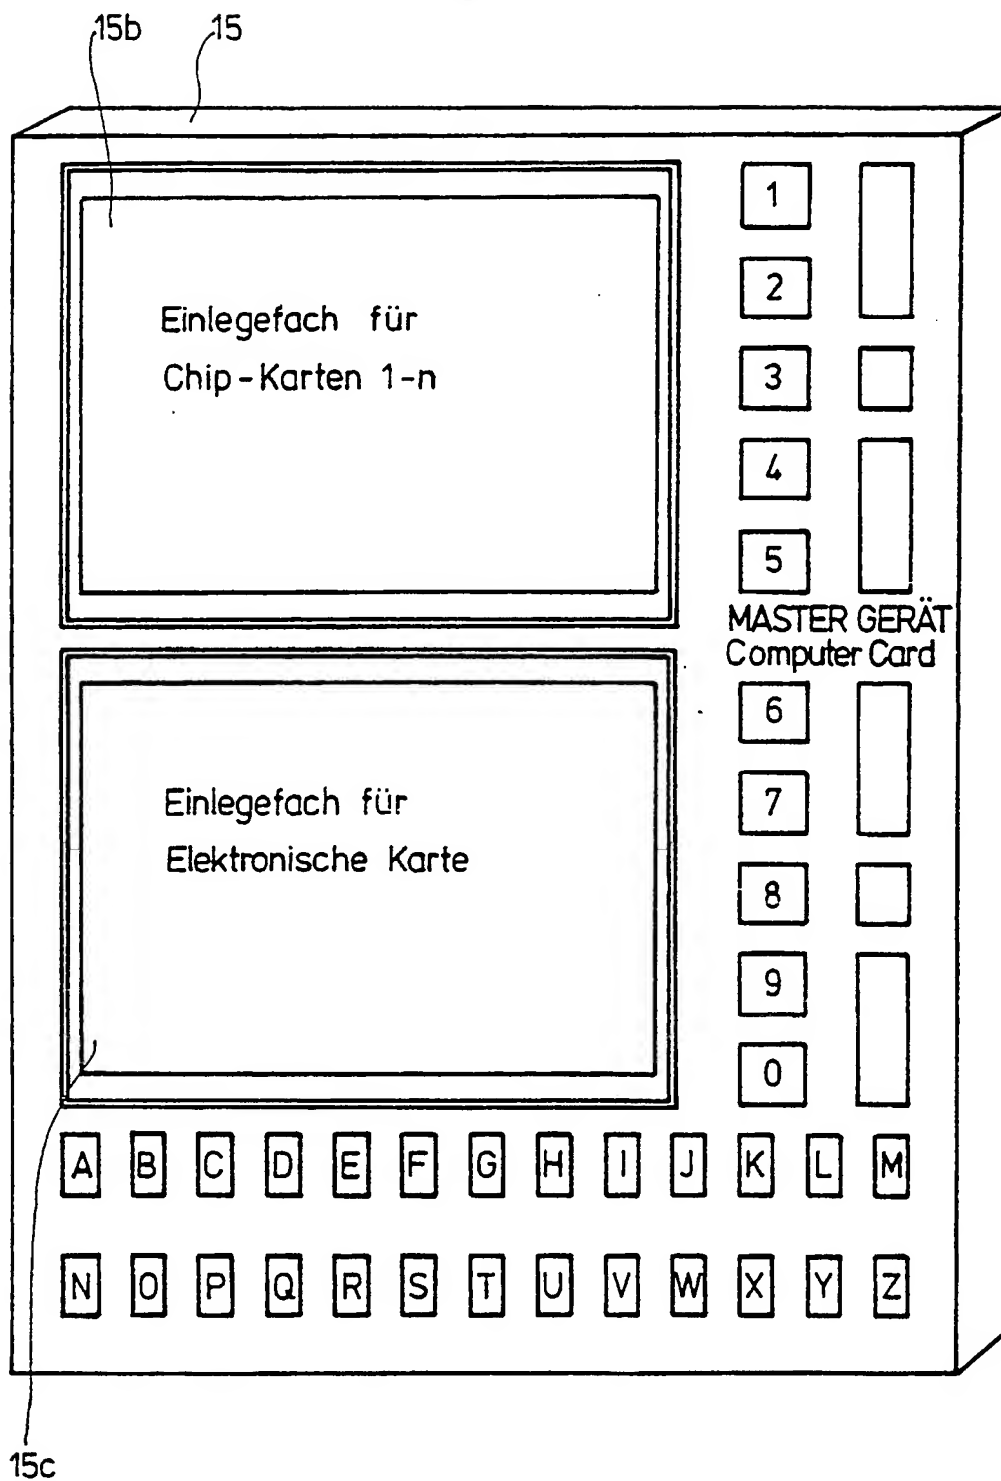 15b 15
Einlegefach für
Chip-Karten 1-n
1
2
3
4
5
MASTER GERÄT
Computer Card
Einlegefach für
Elektronische Karte
6
7
8
9
0
A B C D E F G H I J K L M
N O P Q R S T U V W X Y Z
15c